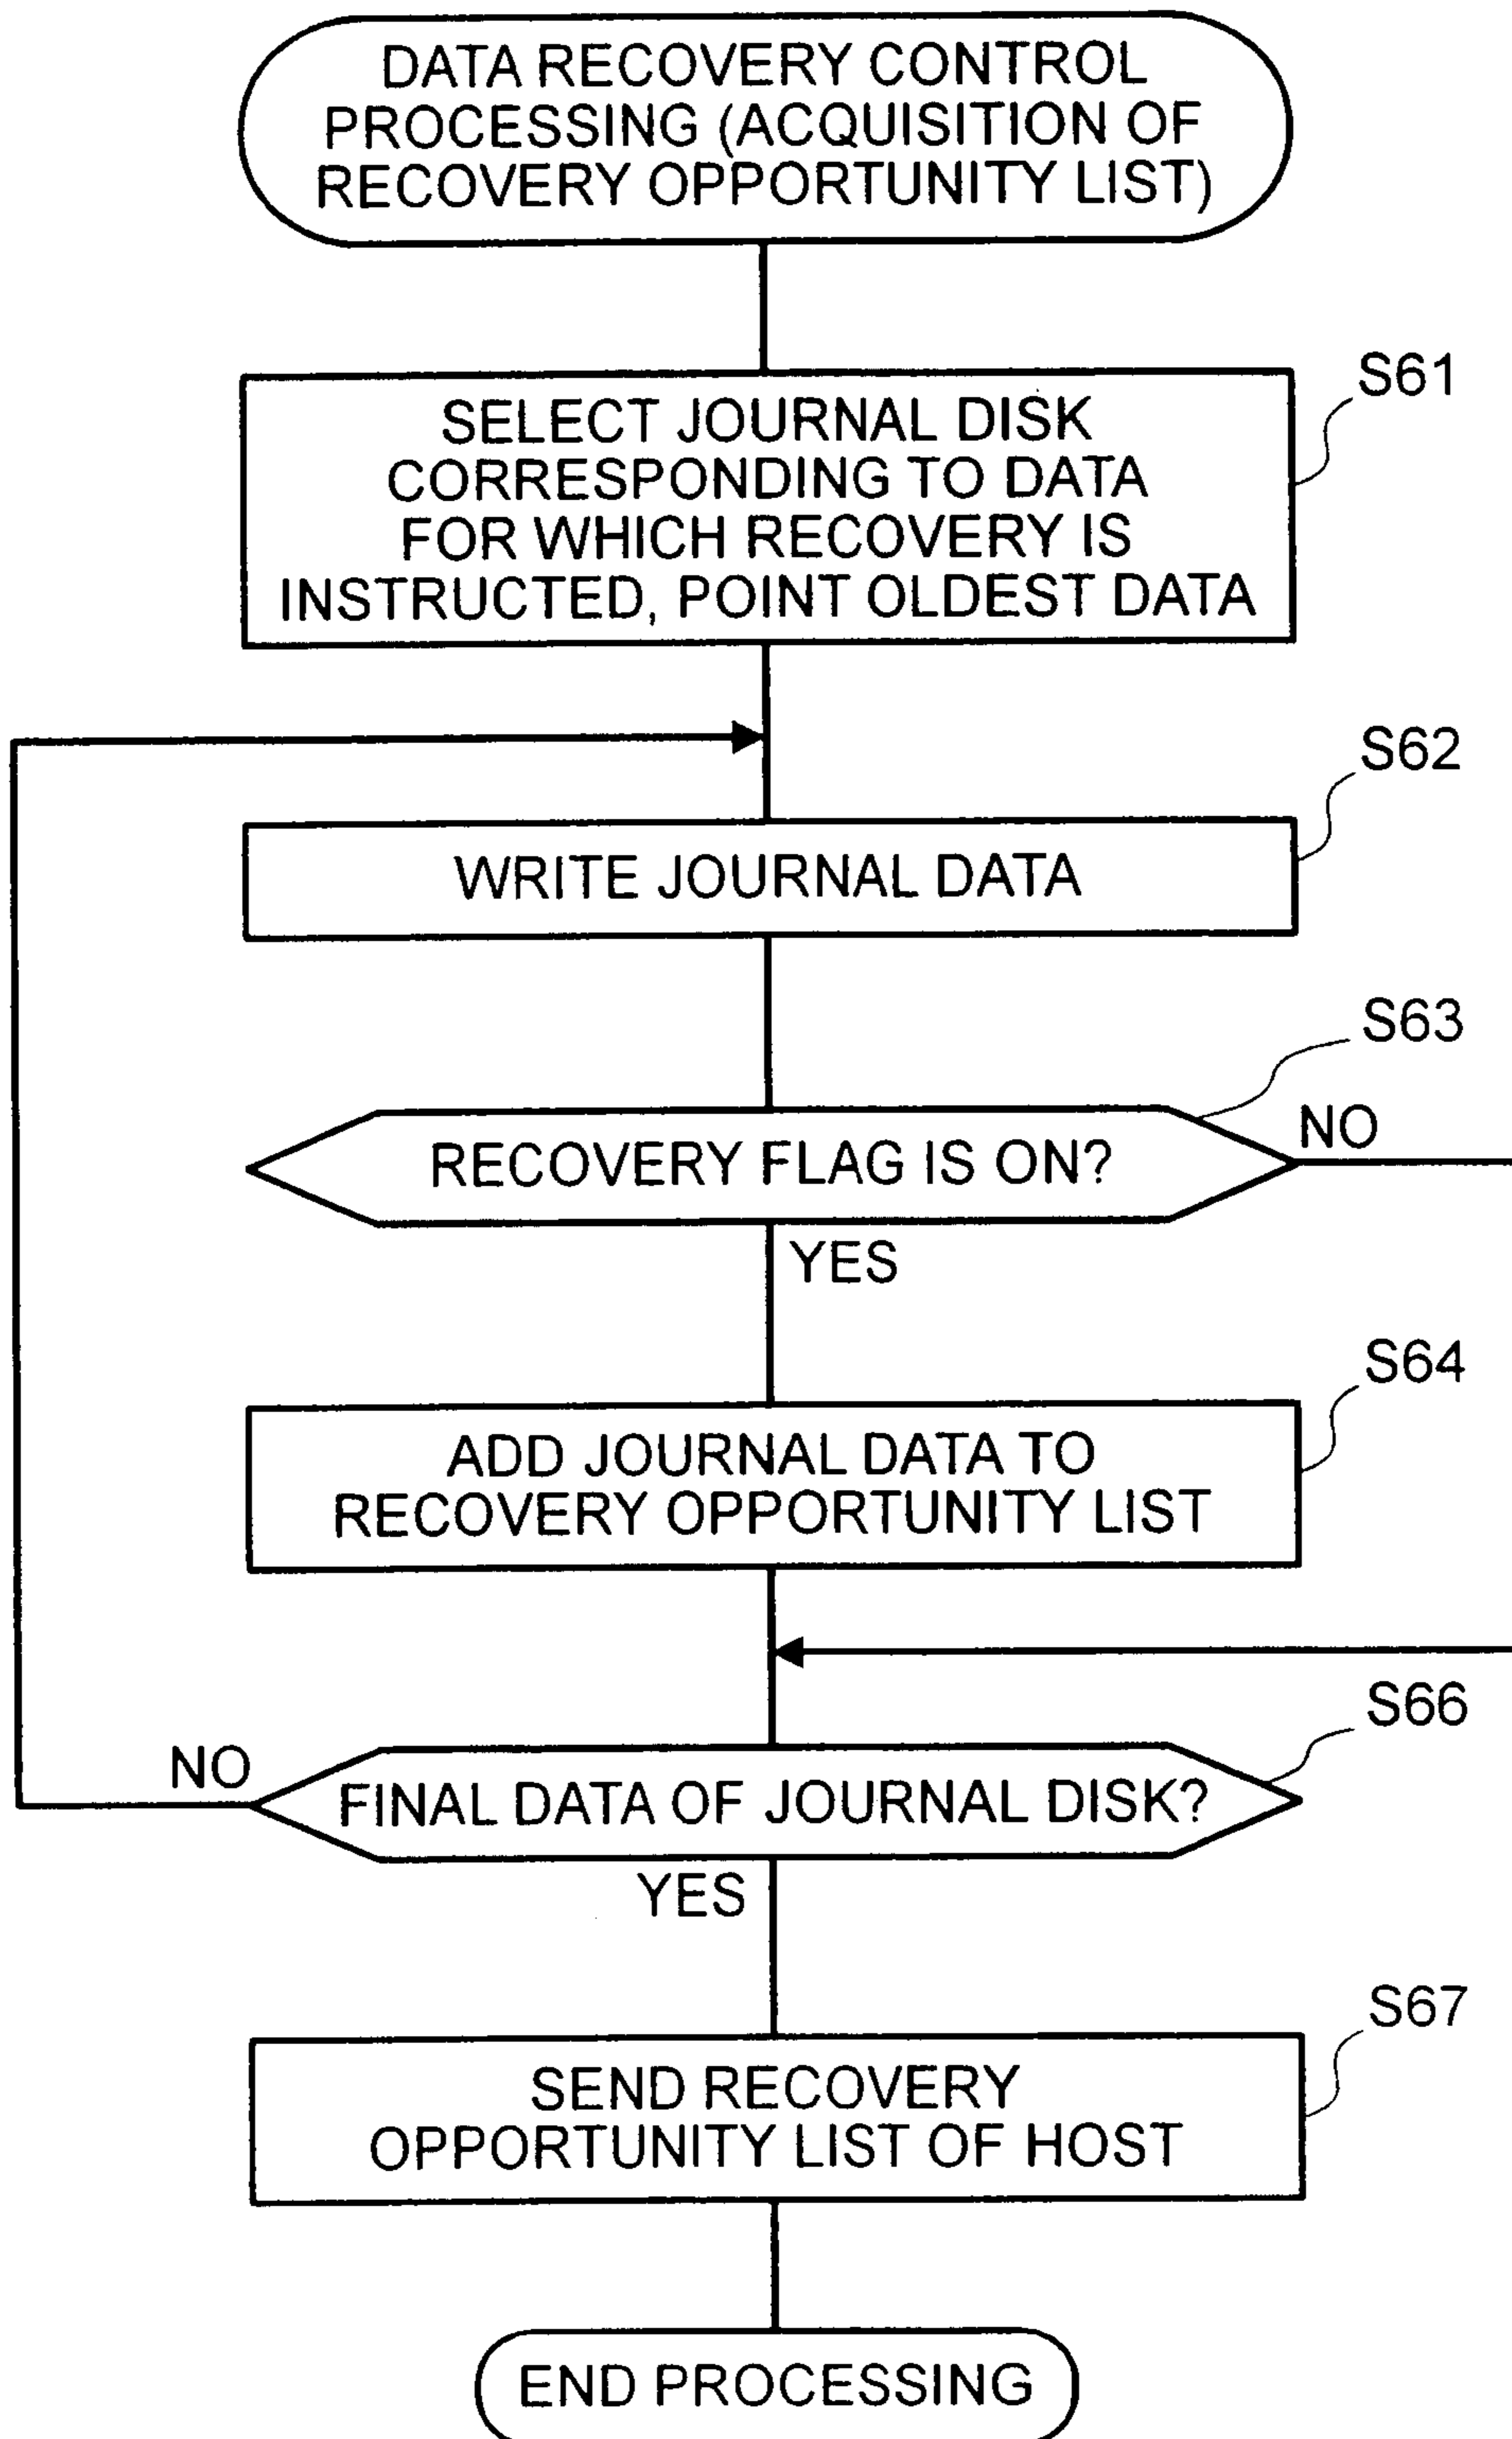 DATA RECOVERY CONTROL
PROCESSING (ACQUISITION OF
RECOVERY OPPORTUNITY LIST)
S61
SELECT JOURNAL DISK
CORRESPONDING TO DATA
FOR WHICH RECOVERY IS
INSTRUCTED, POINT OLDEST DATA
S62
WRITE JOURNAL DATA
S63
RECOVERY FLAG IS ON?
NO
YES
S64
ADD JOURNAL DATA TO
RECOVERY OPPORTUNITY LIST
S66
NO
FINAL DATA OF JOURNAL DISK?
YES
S67
SEND RECOVERY
OPPORTUNITY LIST OF HOST
END PROCESSING